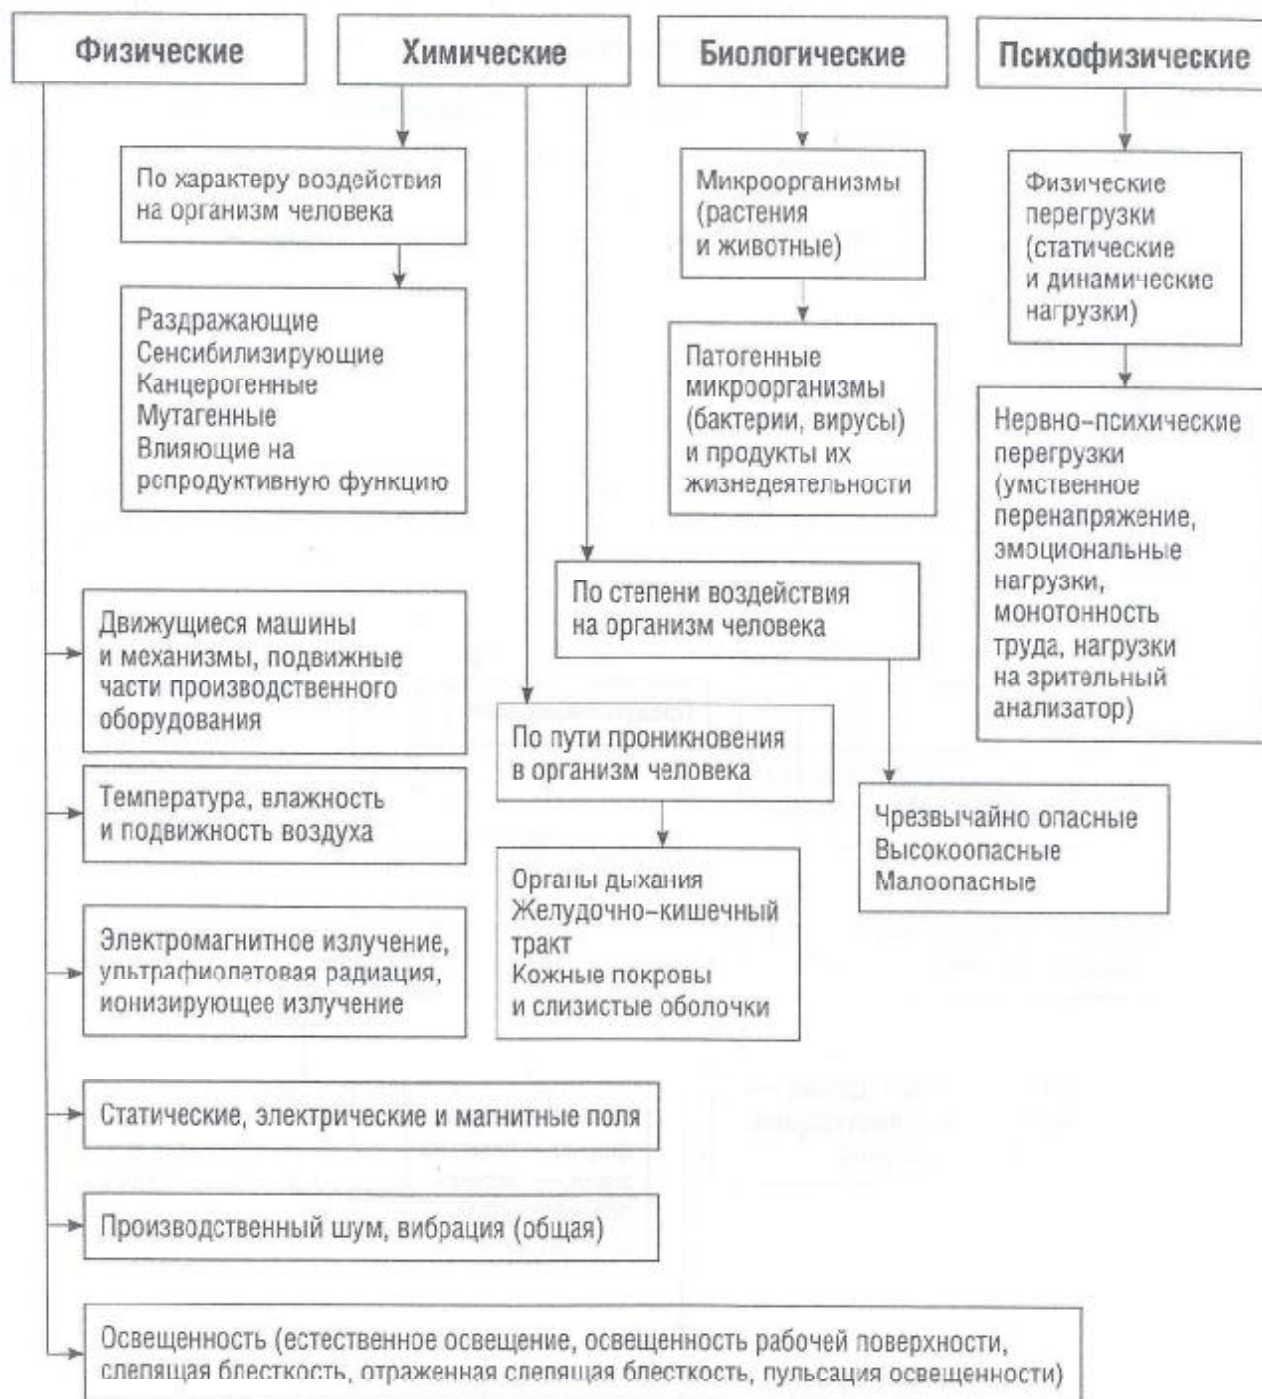 Физические
Химические
Биологические
Психофизические
По характеру воздействия
на организм человека
Раздражающие
Сенсибилизирующие
Канцерогенные
Мутагенные
Влияющие на
репродуктивную функцию
Микроорганизмы
(растения
и животные)
Патогенные
микроорганизмы
(бактерии, вирусы)
и продукты их
жизнедеятельности
Физические
перегрузки
(статические
и динамические
нагрузки)
Нервно-психические
перегрузки
(умственное
перенапряжение,
эмоциональные
нагрузки,
монотонность
труда, нагрузки
на зрительный
анализатор)
По степени воздействия
на организм человека
Чрезвычайно опасные
Высокоопасные
Малоопасные
По пути проникновения
в организм человека
Органы дыхания
Желудочно-кишечный
тракт
Кожные покровы
и слизистые оболочки
Движущиеся машины
и механизмы, подвижные
части производственного
оборудования
Температура, влажность
и подвижность воздуха
Электромагнитное излучение,
ультрафиолетовая радиация,
ионизирующее излучение
Статические, электрические и магнитные поля
Производственный шум, вибрация (общая)
Освещенность (естественное освещение, освещенность рабочей поверхности,
слепящая блесткость, отраженная слепящая блесткость, пульсация освещенности)